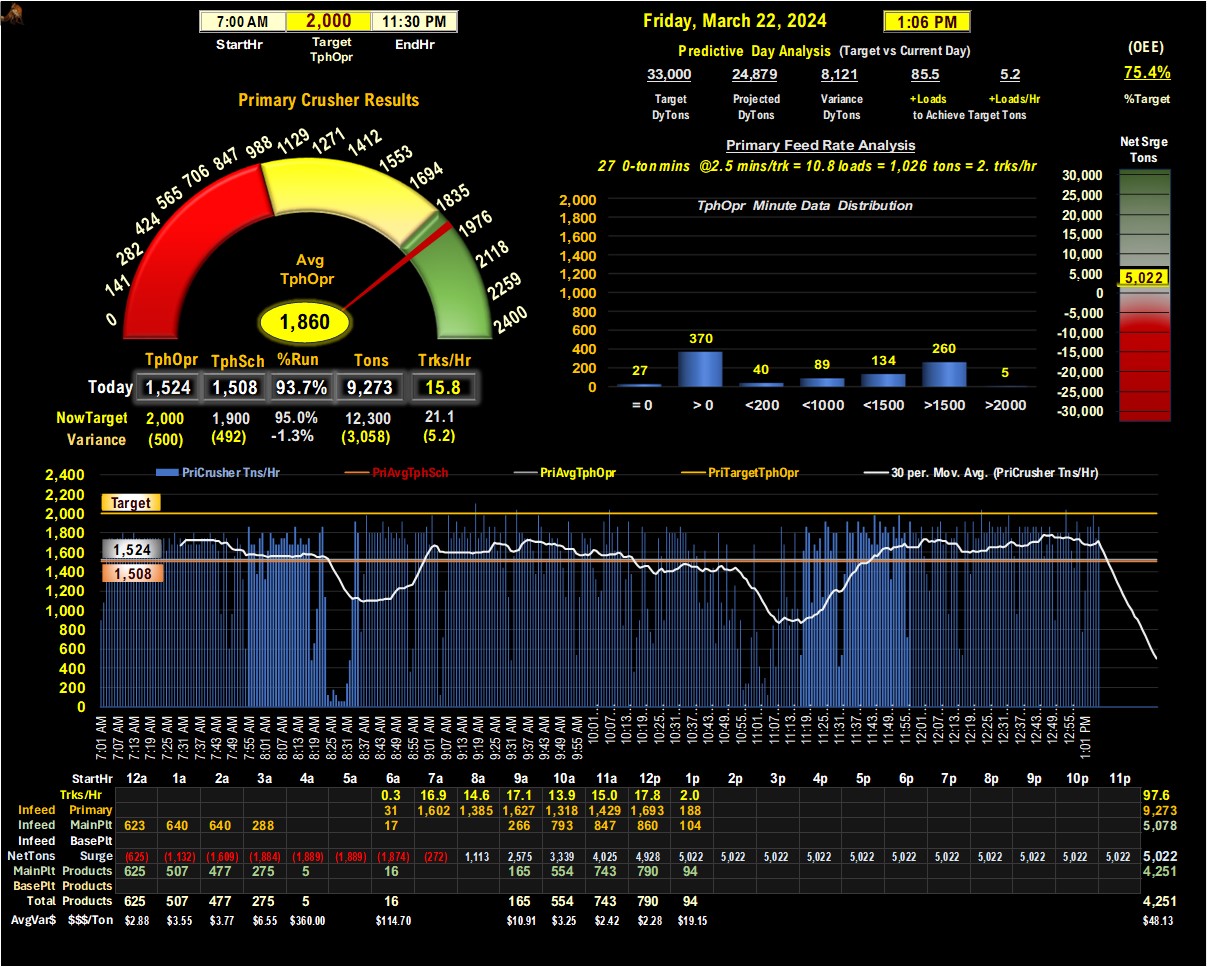 7:00 AM 2,000 11:30 PM
StartHr Target TphOpr EndHr
Friday, March 22, 2024 1:06 PM
Predictive Day Analysis (Target vs Current Day)
33,000 24,879 8,121 85.5 5.2
Target DyTons Projected DyTons Variance DyTons +Loads +Loads/Hr to Achieve Target Tons
(OEE)
75.4%
%Target
Primary Crusher Results
0 141 282 424 565 706 847 988 1129 1271 1412 1553 1694 1835 1976 2118 2259 2400
Avg
TphOpr
1,860
TphOpr TphSch %Run Tons Trks/Hr
Today 1,524 1,508 93.7% 9,273 15.8
NowTarget 2,000 1,900 95.0% 12,300 21.1
Variance (500) (492) -1.3% (3,058) (5.2)
Primary Feed Rate Analysis
27 0-ton mins @2.5 mins/trk = 10.8 loads = 1,026 tons = 2. trks/hr
TphOpr Minute Data Distribution
2,000
1,800
1,600
1,400
1,200
1,000
800
600
400
200
0
27 370 40 89 134 260 5
= 0 > 0 <200 <1000 <1500 >1500 >2000
Net Srge
Tons
30,000
25,000
20,000
15,000
10,000
5,000
5,022
0
-5,000
-10,000
-15,000
-20,000
-25,000
-30,000
PriCrusher Tns/Hr PriAvgTphSch PriAvgTphOpr PriTargetTphOpr 30 per. Mov. Avg. (PriCrusher Tns/Hr)
2,400
2,200
2,000
1,800
1,600
1,400
1,200
1,000
800
600
400
200
0
Target
1,524
1,508
7:01 AM 7:07 AM 7:13 AM 7:19 AM 7:25 AM 7:31 AM 7:37 AM 7:43 AM 7:49 AM 7:55 AM 8:01 AM 8:07 AM 8:13 AM 8:19 AM 8:25 AM 8:31 AM 8:37 AM 8:43 AM 8:49 AM 8:55 AM 9:01 AM 9:07 AM 9:13 AM 9:19 AM 9:25 AM 9:31 AM 9:37 AM 9:43 AM 9:49 AM 9:55 AM 10:01... 10:07... 10:13... 10:19... 10:25... 10:31... 10:37... 10:43... 10:49... 10:55... 11:01... 11:07... 11:13... 11:19... 11:25... 11:31... 11:37... 11:43... 11:49... 11:55... 12:01... 12:07... 12:13... 12:19... 12:25... 12:31... 12:37... 12:43... 12:49... 12:55... 1:01 PM
StartHr 12a 1a 2a 3a 4a 5a 6a 7a 8a 9a 10a 11a 12p 1p 2p 3p 4p 5p 6p 7p 8p 9p 10p 11p
Trks/Hr 0.3 16.9 14.6 17.1 13.9 15.0 17.8 2.0 97.6
Infeed Primary 31 1,602 1,385 1,627 1,318 1,429 1,693 188 9,273
Infeed MainPlt 623 640 640 288 17 266 793 847 860 104 5,078
Infeed BasePlt
NetTons Surge (625) (1,132) (1,609) (1,884) (1,889) (1,889) (1,874) (272) 1,113 2,575 3,339 4,025 4,928 5,022 5,022 5,022 5,022 5,022 5,022 5,022 5,022 5,022 5,022 5,022 5,022
MainPlt Products 625 507 477 275 5 16 165 554 743 790 94 4,251
BasePlt Products
Total Products 625 507 477 275 5 16 165 554 743 790 94 4,251
AvgVar$ $$$/Ton $2.88 $3.55 $3.77 $6.55 $360.00 $114.70 $10.91 $3.25 $2.42 $2.28 $19.15 $48.13